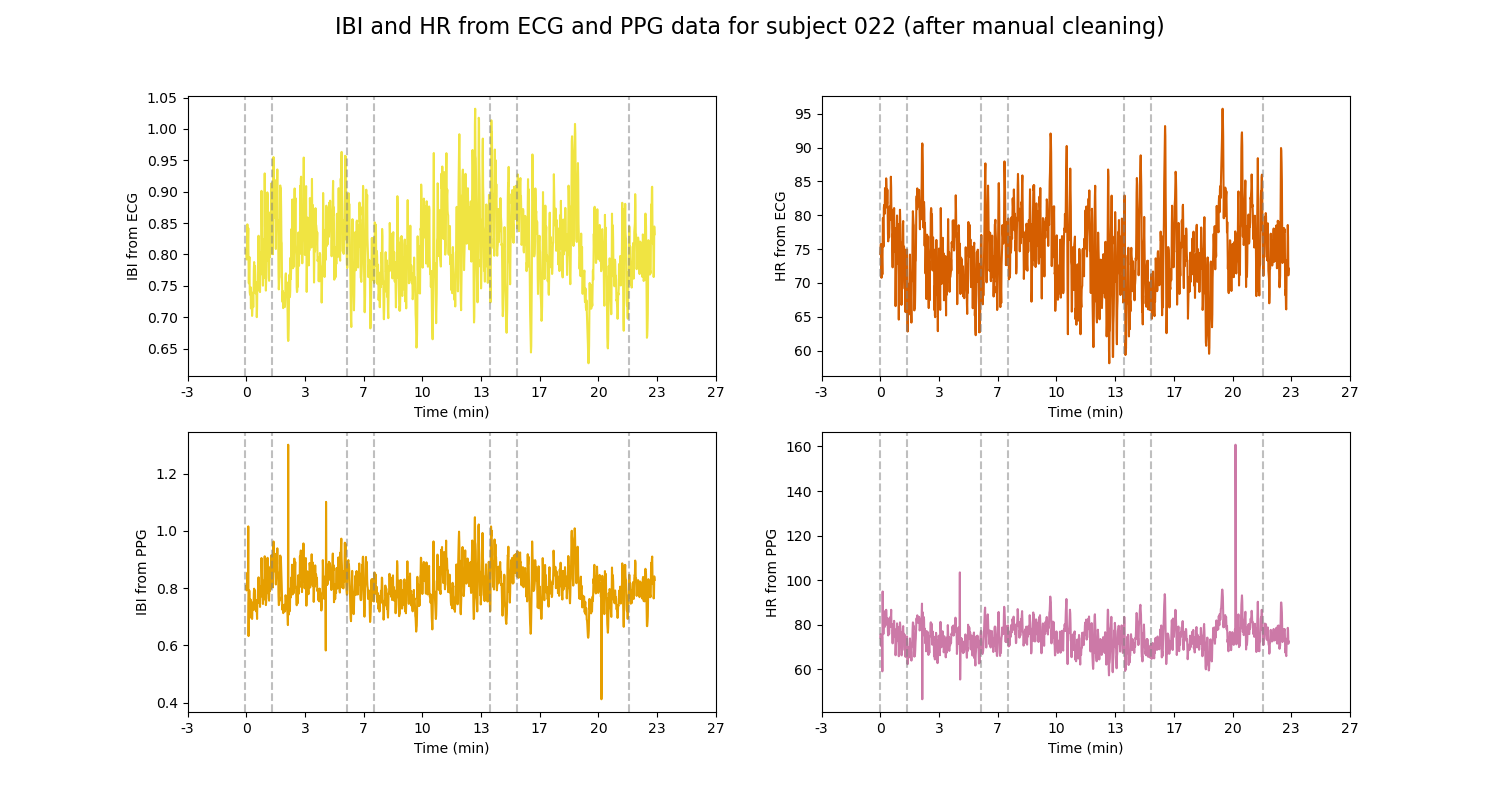 IBI and HR from ECG and PPG data for subject 022 (after manual cleaning)
IBI from ECG
1.05
1.00
0.95
0.90
0.85
0.80
0.75
0.70
0.65
-3 0 3 7 10 13 17 20 23 27
Time (min)
HR from ECG
95
90
85
80
75
70
65
60
-3 0 3 7 10 13 17 20 23 27
Time (min)
IBI from PPG
1.2
1.0
0.8
0.6
0.4
-3 0 3 7 10 13 17 20 23 27
Time (min)
HR from PPG
160
140
120
100
80
60
-3 0 3 7 10 13 17 20 23 27
Time (min)